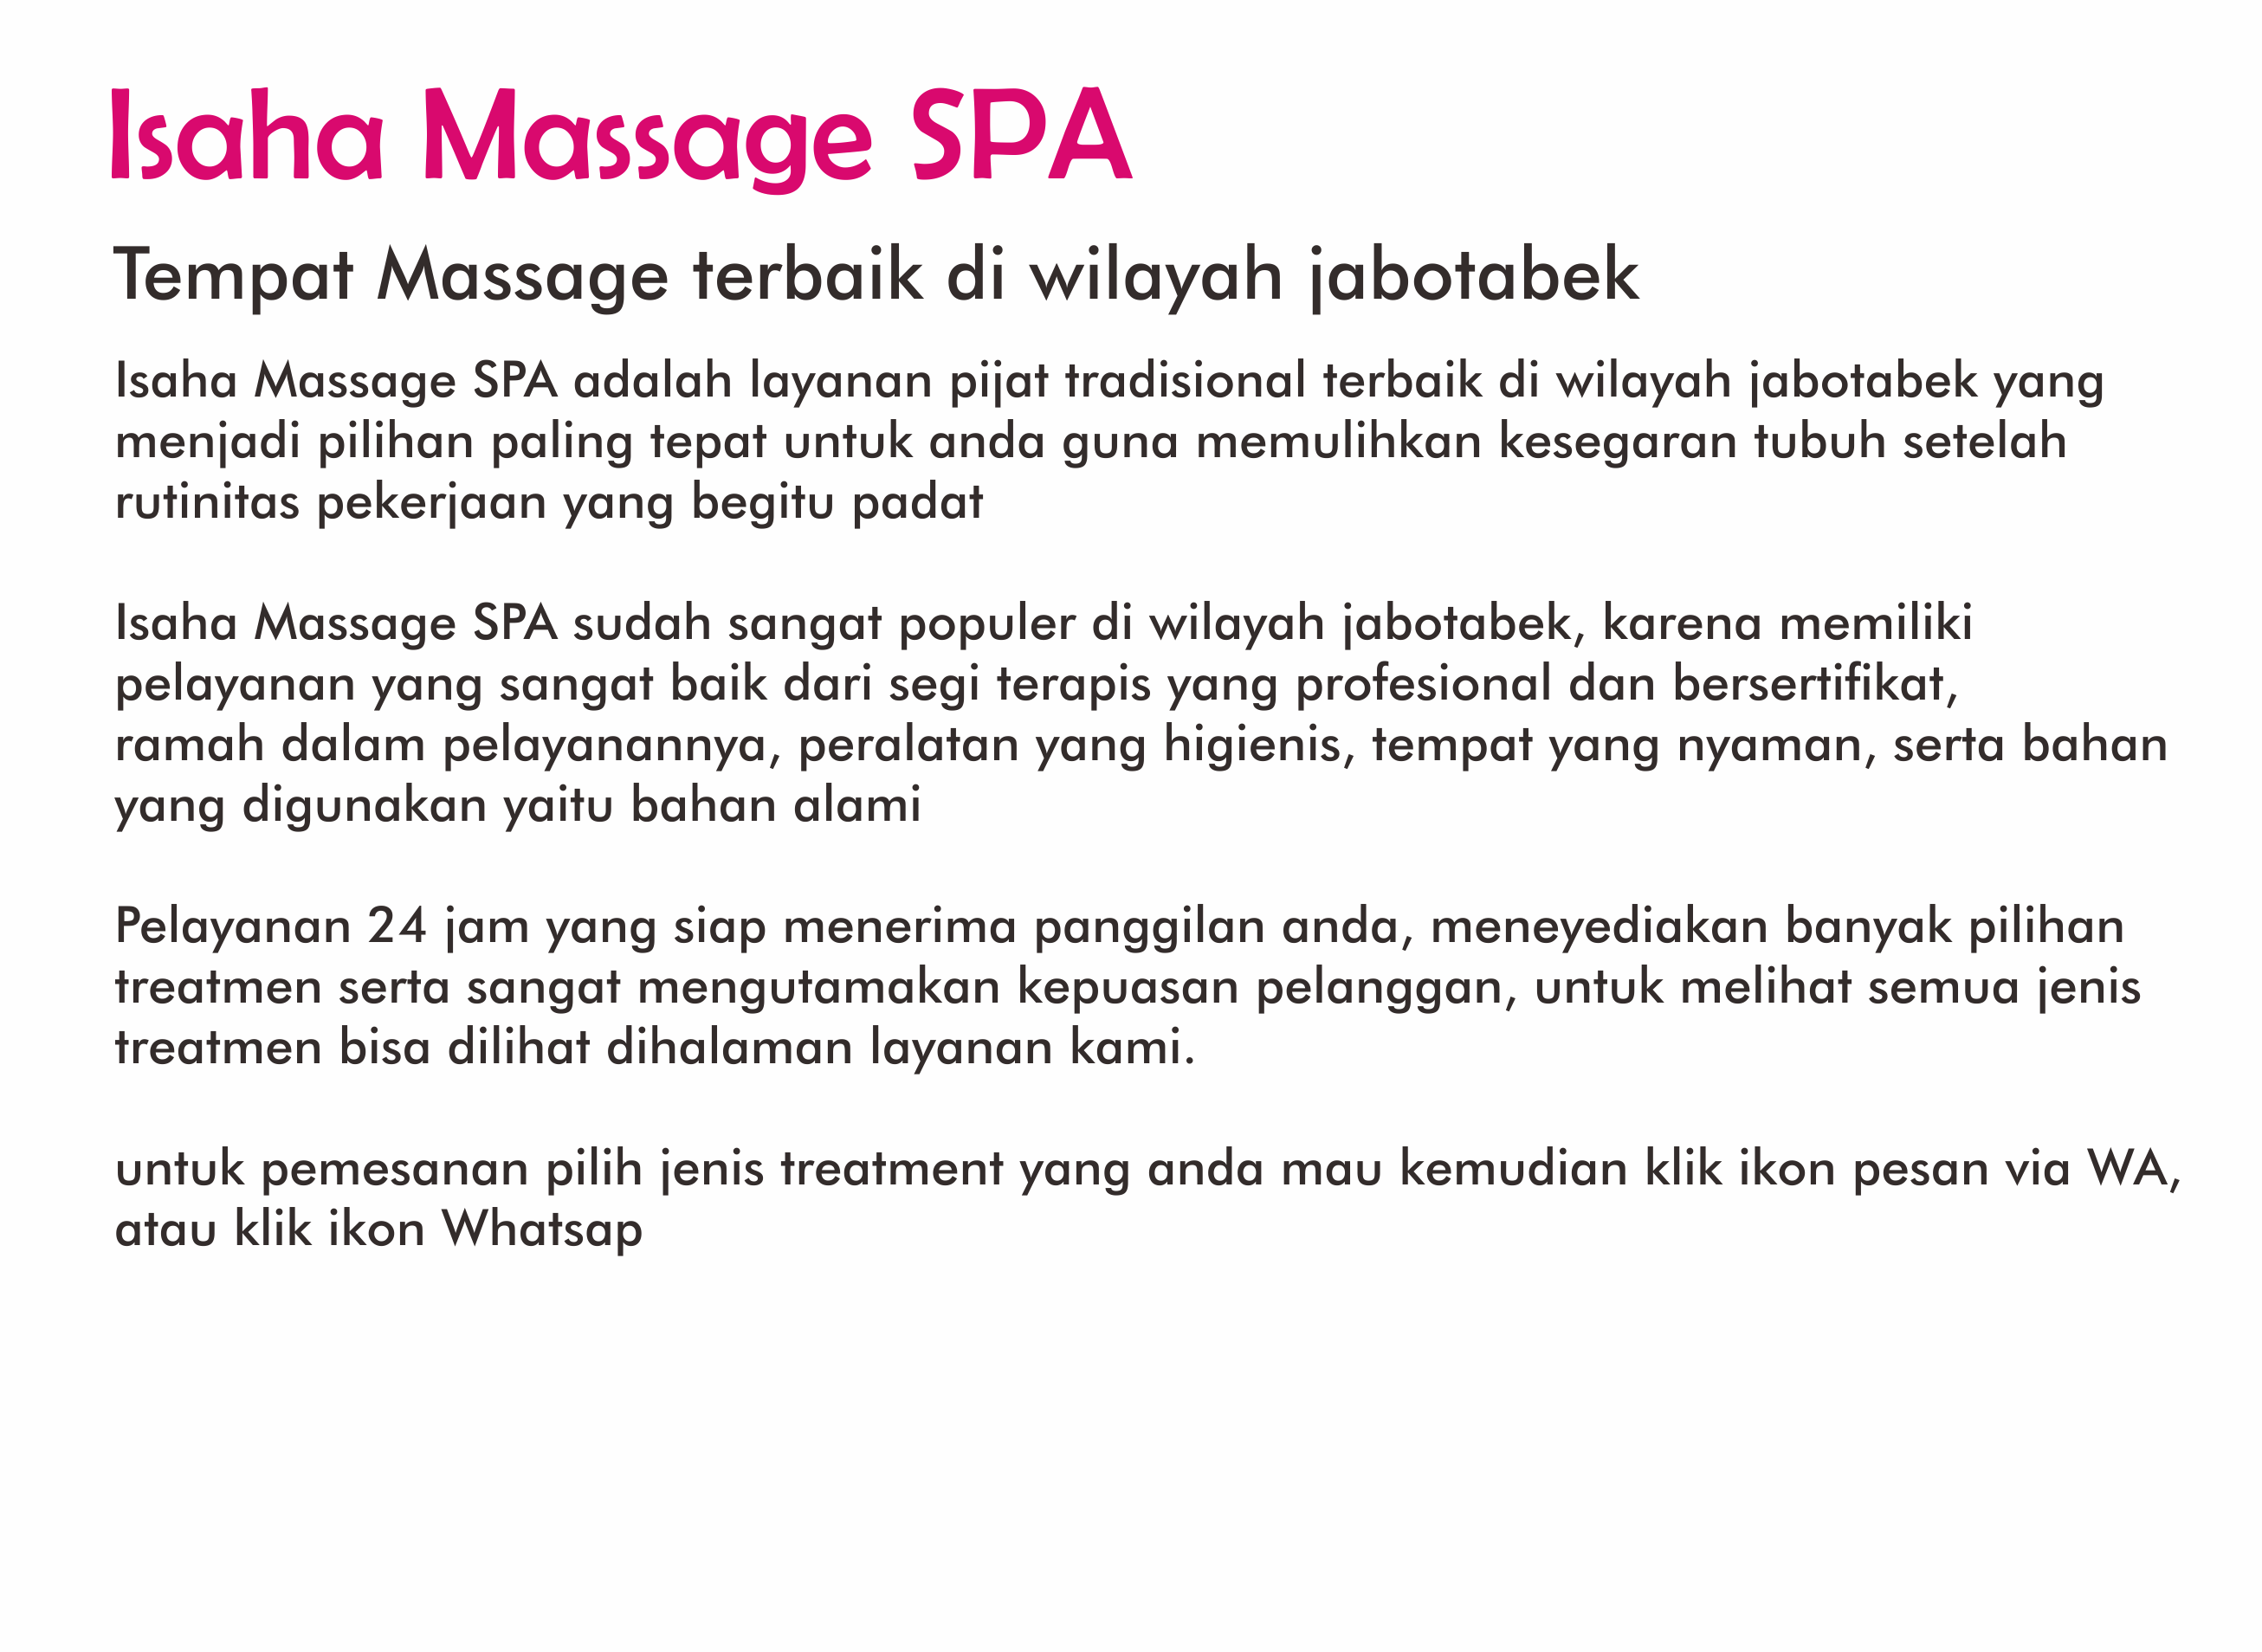 Isaha Massage SPA
Tempat Massage terbaik di wilayah jabotabek
Isaha Massage SPA adalah layanan pijat tradisional terbaik di wilayah jabotabek yang
menjadi pilihan paling tepat untuk anda guna memulihkan kesegaran tubuh setelah
rutinitas pekerjaan yang begitu padat
Isaha Massage SPA sudah sangat populer di wilayah jabotabek, karena memiliki
pelayanan yang sangat baik dari segi terapis yang profesional dan bersertifikat,
ramah dalam pelayanannya, peralatan yang higienis, tempat yang nyaman, serta bahan
yang digunakan yaitu bahan alami
Pelayanan 24 jam yang siap menerima panggilan anda, meneyediakan banyak pilihan
treatmen serta sangat mengutamakan kepuasan pelanggan, untuk melihat semua jenis
treatmen bisa dilihat dihalaman layanan kami.
untuk pemesanan pilih jenis treatment yang anda mau kemudian klik ikon pesan via WA,
atau klik ikon Whatsap